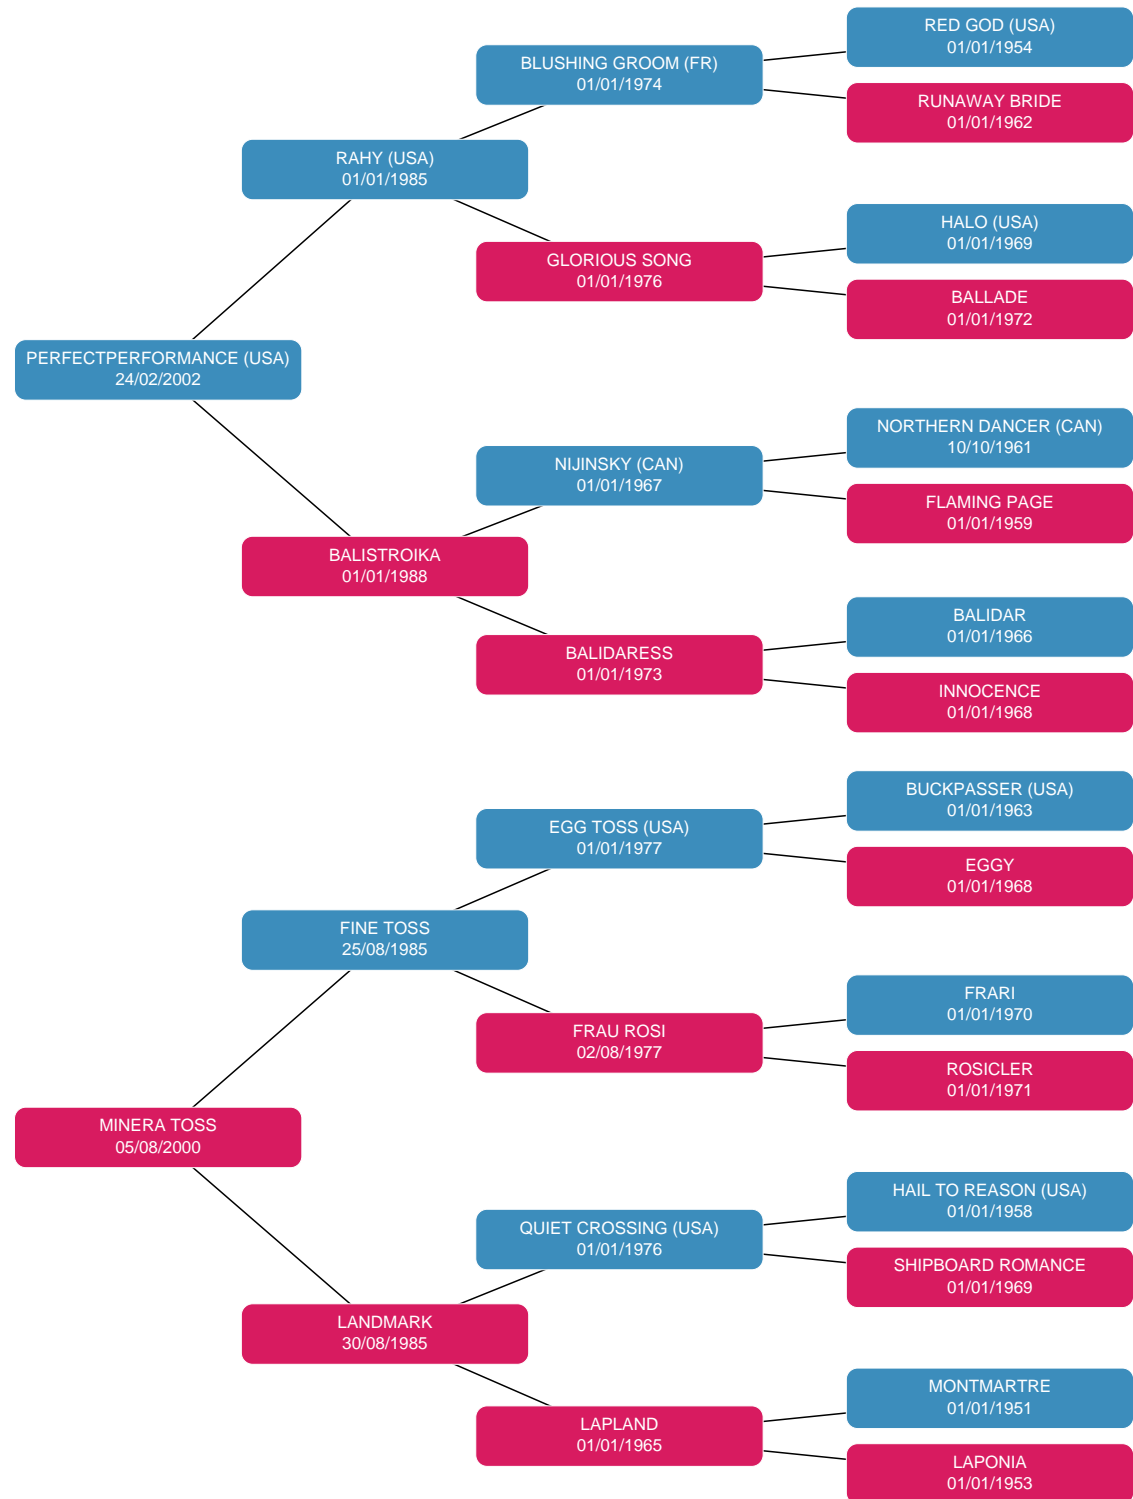 RED GOD (USA)
01/01/1954
BLUSHING GROOM (FR)
01/01/1974
RUNAWAY BRIDE
01/01/1962
RAHY (USA)
01/01/1985
HALO (USA)
01/01/1969
GLORIOUS SONG
01/01/1976
BALLADE
01/01/1972
PERFECTPERFORMANCE (USA)
24/02/2002
NORTHERN DANCER (CAN)
10/10/1961
NIJINSKY (CAN)
01/01/1967
FLAMING PAGE
01/01/1959
BALISTROIKA
01/01/1988
BALIDAR
01/01/1966
BALIDARESS
01/01/1973
INNOCENCE
01/01/1968
BUCKPASSER (USA)
01/01/1963
EGG TOSS (USA)
01/01/1977
EGGY
01/01/1968
FINE TOSS
25/08/1985
FRARI
01/01/1970
FRAU ROSI
02/08/1977
ROSICLER
01/01/1971
MINERA TOSS
05/08/2000
HAIL TO REASON (USA)
01/01/1958
QUIET CROSSING (USA)
01/01/1976
SHIPBOARD ROMANCE
01/01/1969
LANDMARK
30/08/1985
MONTMARTRE
01/01/1951
LAPLAND
01/01/1965
LAPONIA
01/01/1953